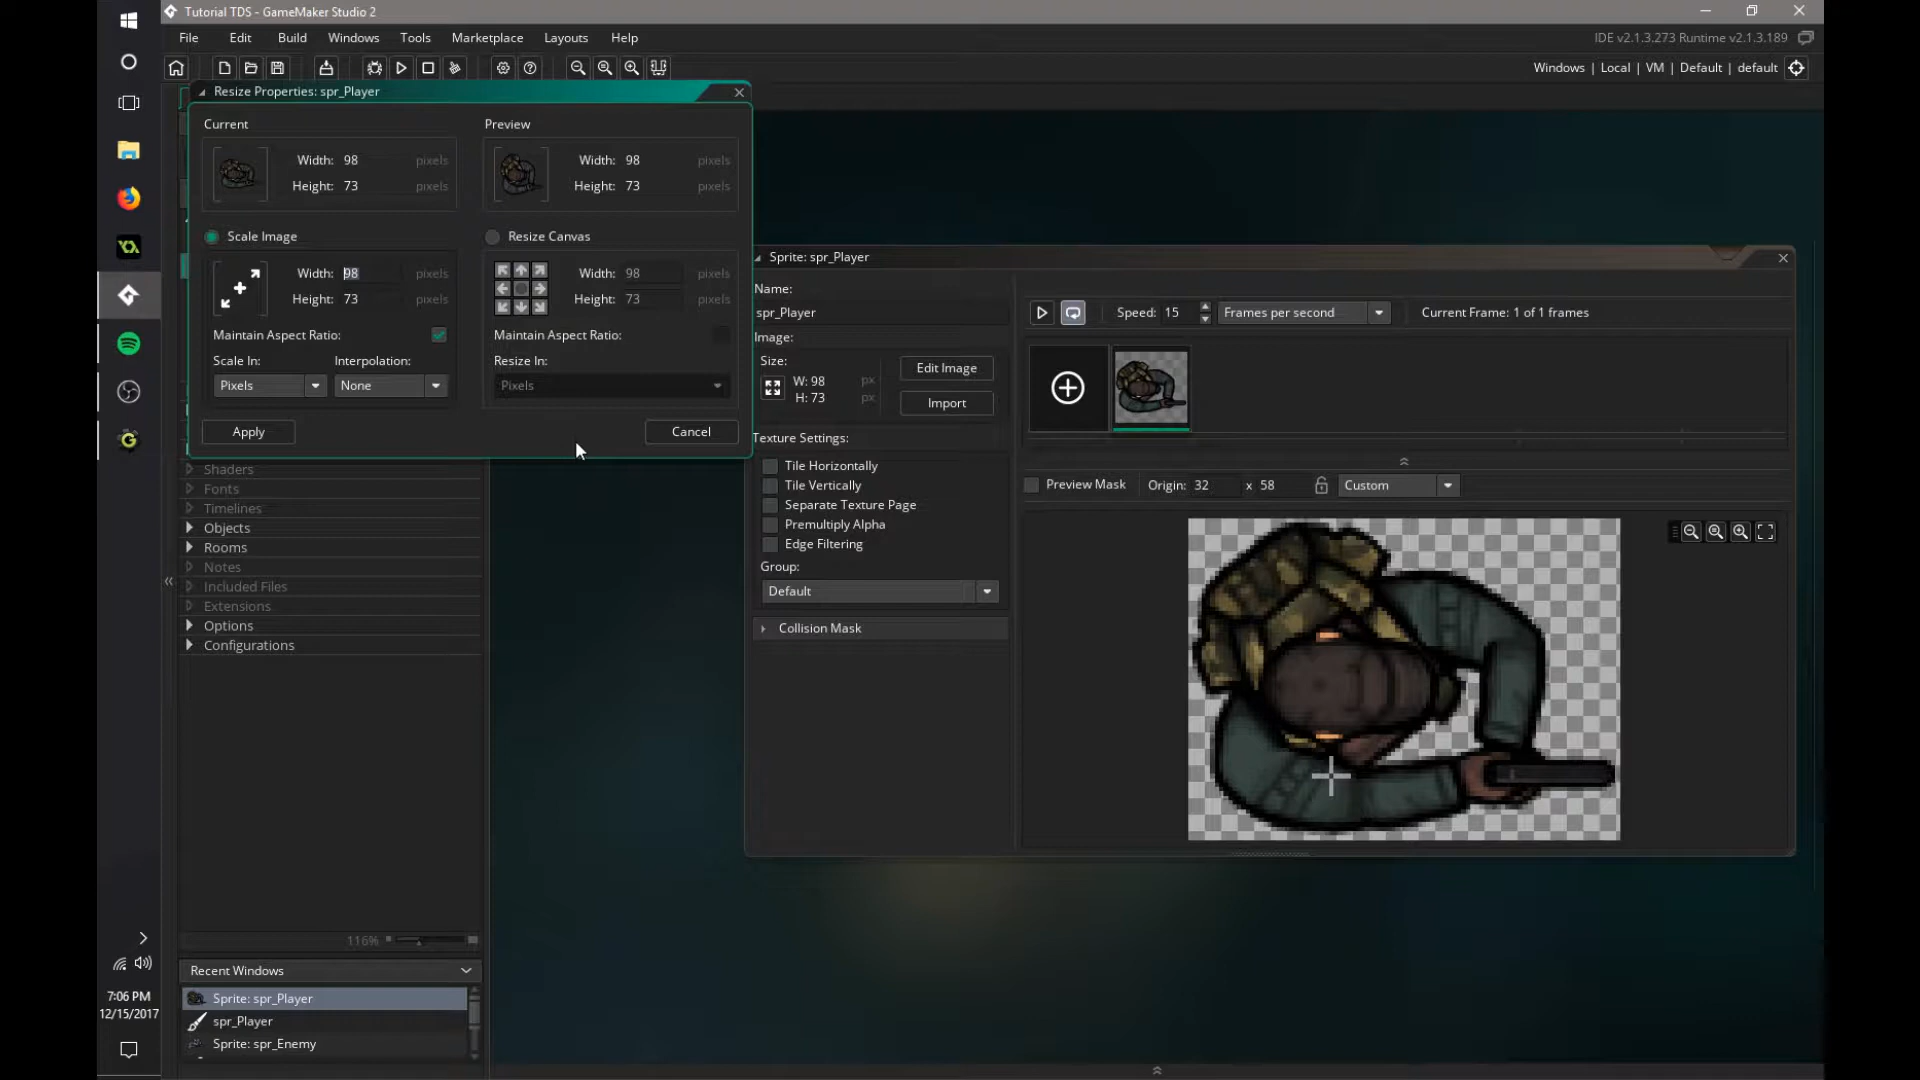 Tutorial TDS - GameMaker Studio 2
File Edit Build Windows Tools Marketplace Layouts Help
IDE v2.1.3.273 Runtime v2.1.3.189
Windows | Local | VM | Default | default
Resize Properties: spr_Player
Current
Width: 98 pixels
Height: 73 pixels
Preview
Width: 98 pixels
Height: 73 pixels
Scale Image
Width: 98 pixels
Height: 73 pixels
Maintain Aspect Ratio:
Scale In: Interpolation:
Pixels None
Resize Canvas
Width: 98 pixels
Height: 73 pixels
Maintain Aspect Ratio:
Resize In:
Pixels
Apply Cancel
Shaders
Fonts
Timelines
Objects
Rooms
Notes
Included Files
Extensions
Options
Configurations
116%
Recent Windows
Sprite: spr_Player
spr_Player
Sprite: spr_Enemy
Sprite: spr_Player
Name:
spr_Player
Image:
Size:
W: 98 px
H: 73 px
Edit Image
Import
Texture Settings:
Tile Horizontally
Tile Vertically
Separate Texture Page
Premultiply Alpha
Edge Filtering
Group:
Default
Collision Mask
Speed: 15 Frames per second Current Frame: 1 of 1 frames
Preview Mask Origin: 32 x 58 Custom
7:06 PM
12/15/2017